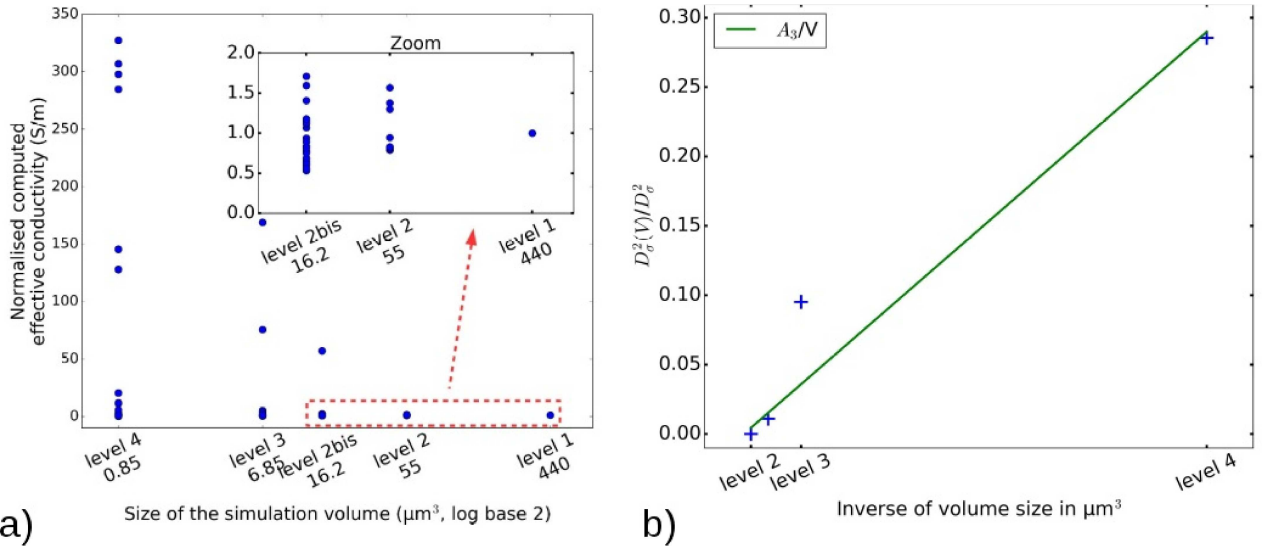 350
300
250
200
150
100
50
0
Normalised computed
effective conductivity (S/m)
Zoom
2.0
1.5
1.0
0.5
0.0
level 2bis
16.2
level 2
55
level 1
440
level 4
0.85
level 3
6.85
level 2bis
16.2
level 2
55
level 1
440
Size of the simulation volume (μm³, log base 2)
a)
0.30
0.25
0.20
0.15
0.10
0.05
0.00
A₃/V
D²σ(V)/D²σ
level 2
level 3
level 4
Inverse of volume size in μm³
b)